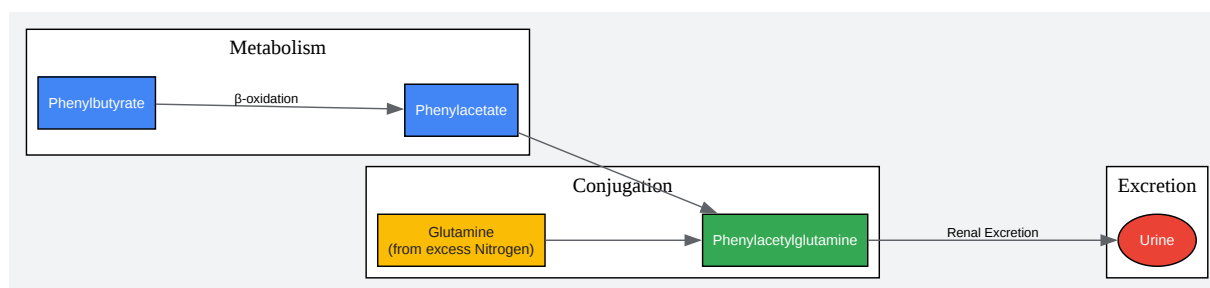 Metabolism
Phenylbutyrate
β-oxidation
Phenylacetate
Conjugation
Glutamine
(from excess Nitrogen)
Phenylacetylglutamine
Renal Excretion
Excretion
Urine